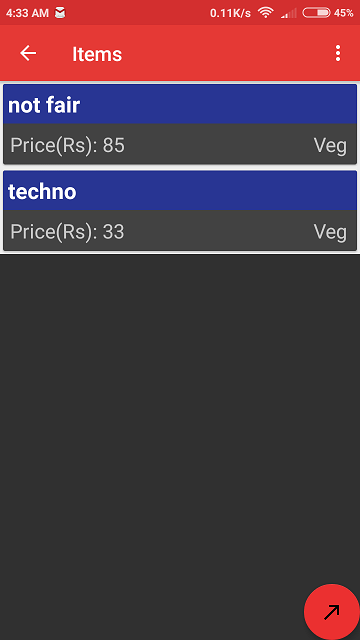 4:33 AM 0.11K/s 45%
Items
not fair
Price(Rs): 85 Veg
techno
Price(Rs): 33 Veg